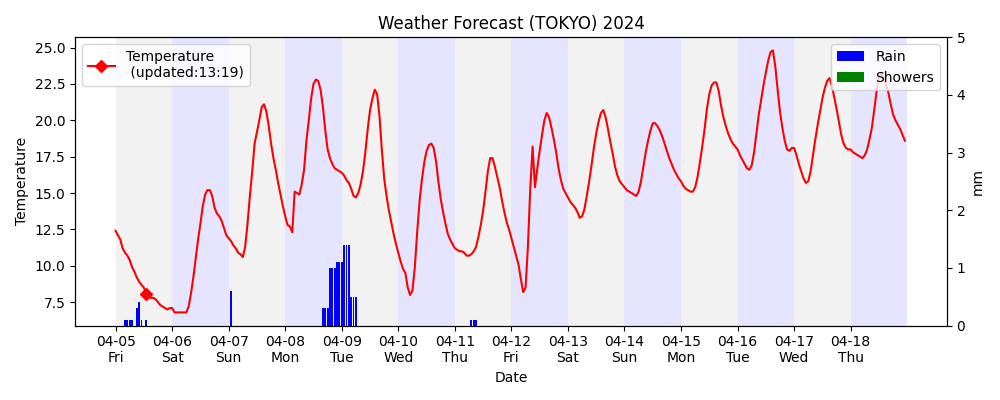 Weather Forecast (TOKYO) 2024
Temperature
(updated:13:19)
Rain
Showers
Temperature
25.0
22.5
20.0
17.5
15.0
12.5
10.0
7.5
5
4
3
2
1
0
mm
04-05 04-06 04-07 04-08 04-09 04-10 04-11 04-12 04-13 04-14 04-15 04-16 04-17 04-18
Fri Sat Sun Mon Tue Wed Thu Fri Sat Sun Mon Tue Wed Thu
Date